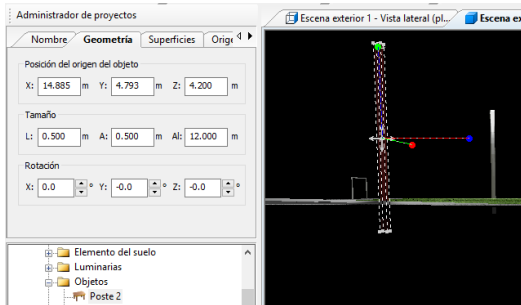 Administrador de proyectos
Nombre Geometría Superficies Orige
Posición del origen del objeto
X: 14.885 m Y: 4.793 m Z: 4.200 m
Tamaño
L: 0.500 m A: 0.500 m Al: 12.000 m
Rotación
X: 0.0 ° Y: -0.0 ° Z: -0.0 °
Elemento del suelo
Luminarias
Objetos
Poste 2
Escena exterior 1 - Vista lateral (pl... Escena ex